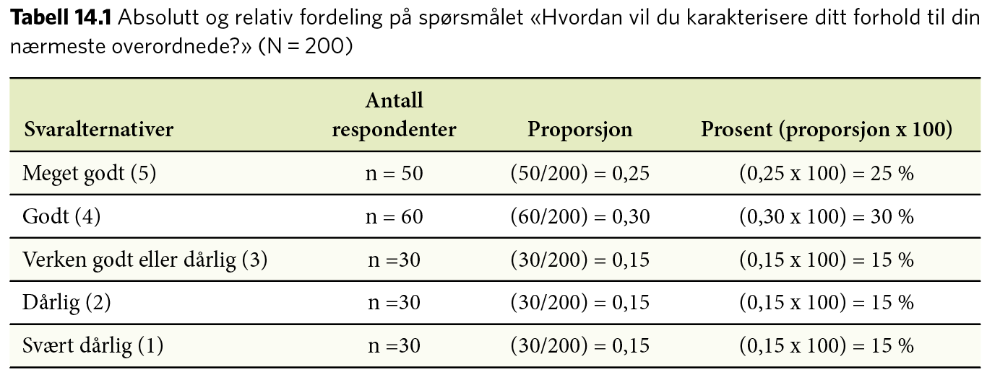 Tabell 14.1 Absolutt og relativ fordeling på spørsmålet «Hvordan vil du karakterisere ditt forhold til din
nærmeste overordnede?» (N = 200)
Svaralternativer Antall respondenter Proporsjon Prosent (proporsjon x 100)
Meget godt (5) n = 50 (50/200) = 0,25 (0,25 x 100) = 25 %
Godt (4) n = 60 (60/200) = 0,30 (0,30 x 100) = 30 %
Verken godt eller dårlig (3) n =30 (30/200) = 0,15 (0,15 x 100) = 15 %
Dårlig (2) n =30 (30/200) = 0,15 (0,15 x 100) = 15 %
Svært dårlig (1) n =30 (30/200) = 0,15 (0,15 x 100) = 15 %